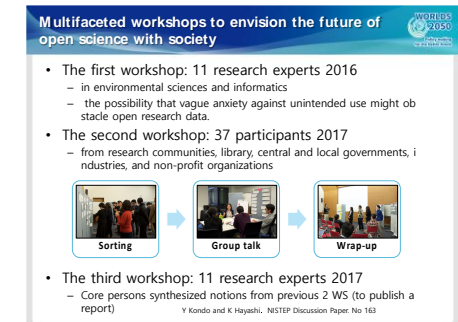 Multifaceted workshops to envision the future of
open science with society
WORLDS
2050
• The first workshop: 11 research experts 2016
– in environmental sciences and informatics
– the possibility that vague anxiety against unintended use might ob
stacle open research data.
• The second workshop: 37 participants 2017
– from research communities, library, central and local governments, i
ndustries, and non-profit organizations
Sorting
Group talk
Wrap-up
• The third workshop: 11 research experts 2017
– Core persons synthesized notions from previous 2 WS (to publish a
report)
Y Kondo and K Hayashi. NISTEP Discussion Paper. No 163